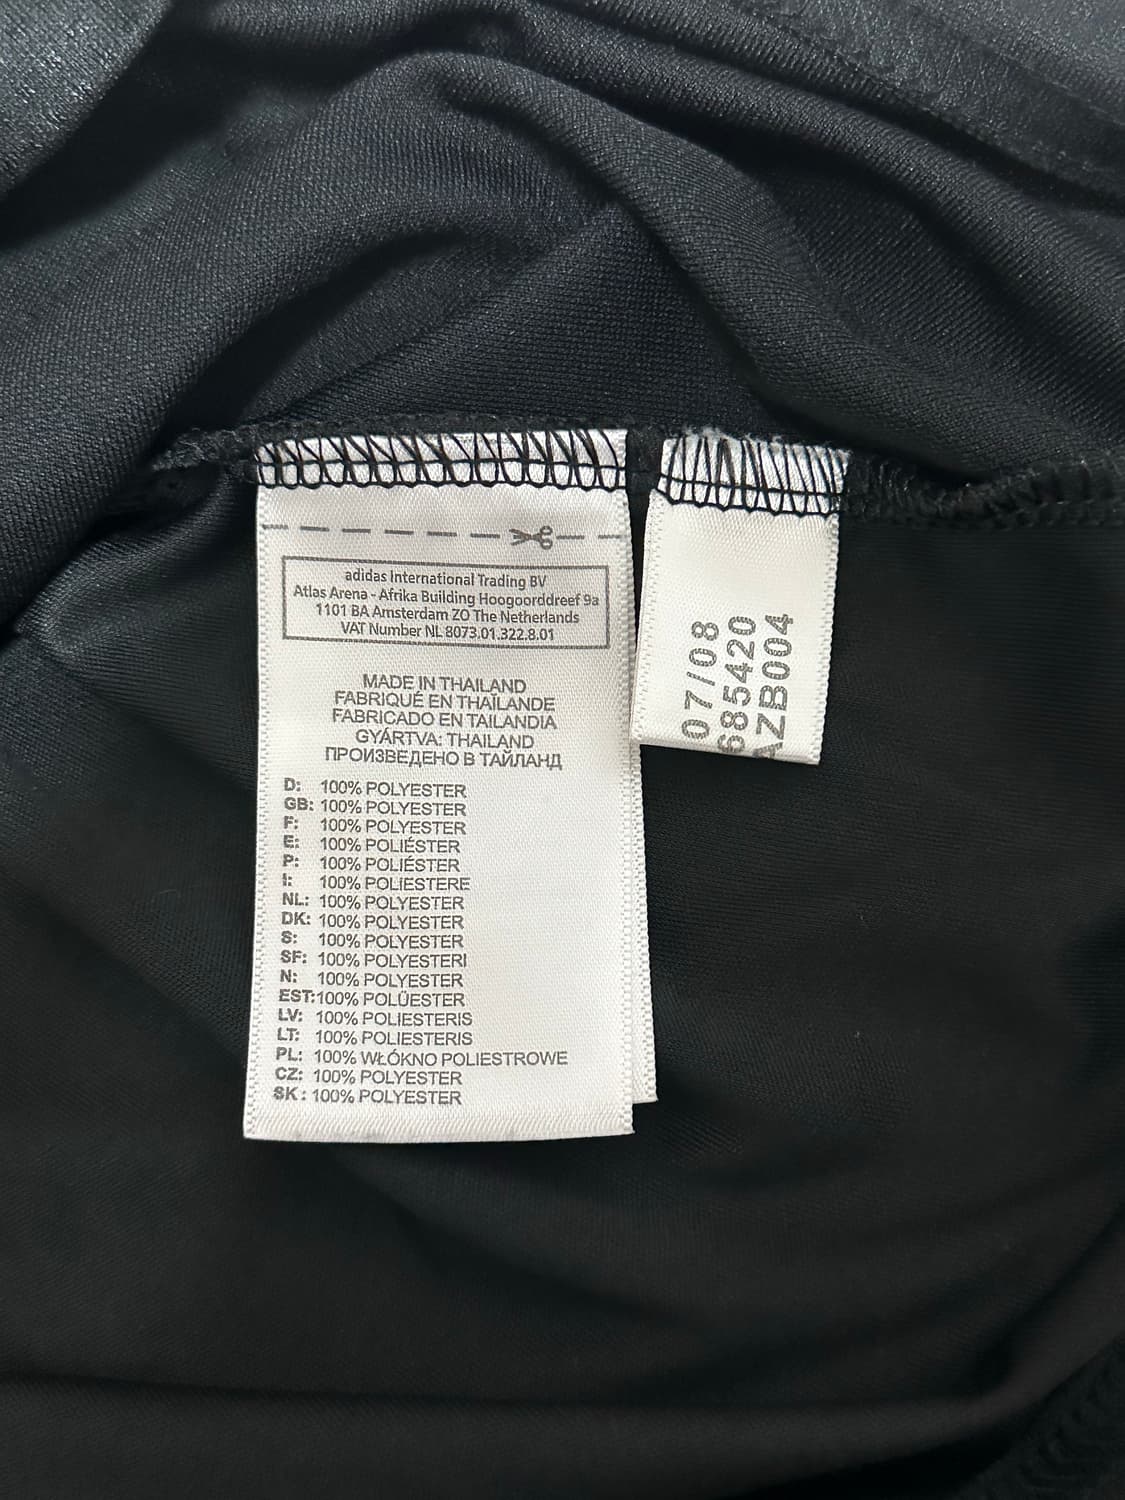 adidas International Trading BV
Atlas Arena - Afrika Building Hoogoorddreef 9a
1101 BA Amsterdam ZO The Netherlands
VAT Number NL 8073.01.322.8.01
MADE IN THAILAND
FABRIQUÉ EN THAÏLANDE
FABRICADO EN TAILANDIA
GYÁRTVA: THAILAND
ПРОИЗВЕДЕНО В ТАЙЛАНД
D: 100% POLYESTER
GB: 100% POLYESTER
F: 100% POLYESTER
E: 100% POLIÉSTER
P: 100% POLIÉSTER
I: 100% POLIESTERE
NL: 100% POLYESTER
DK: 100% POLYESTER
S: 100% POLYESTER
SF: 100% POLYESTERI
N: 100% POLYESTER
EST:100% POLÜESTER
LV: 100% POLIESTERIS
LT: 100% POLIESTERIS
PL: 100% WŁÓKNO POLIESTROWE
CZ: 100% POLYESTER
SK: 100% POLYESTER
07/08
685420
AZB004